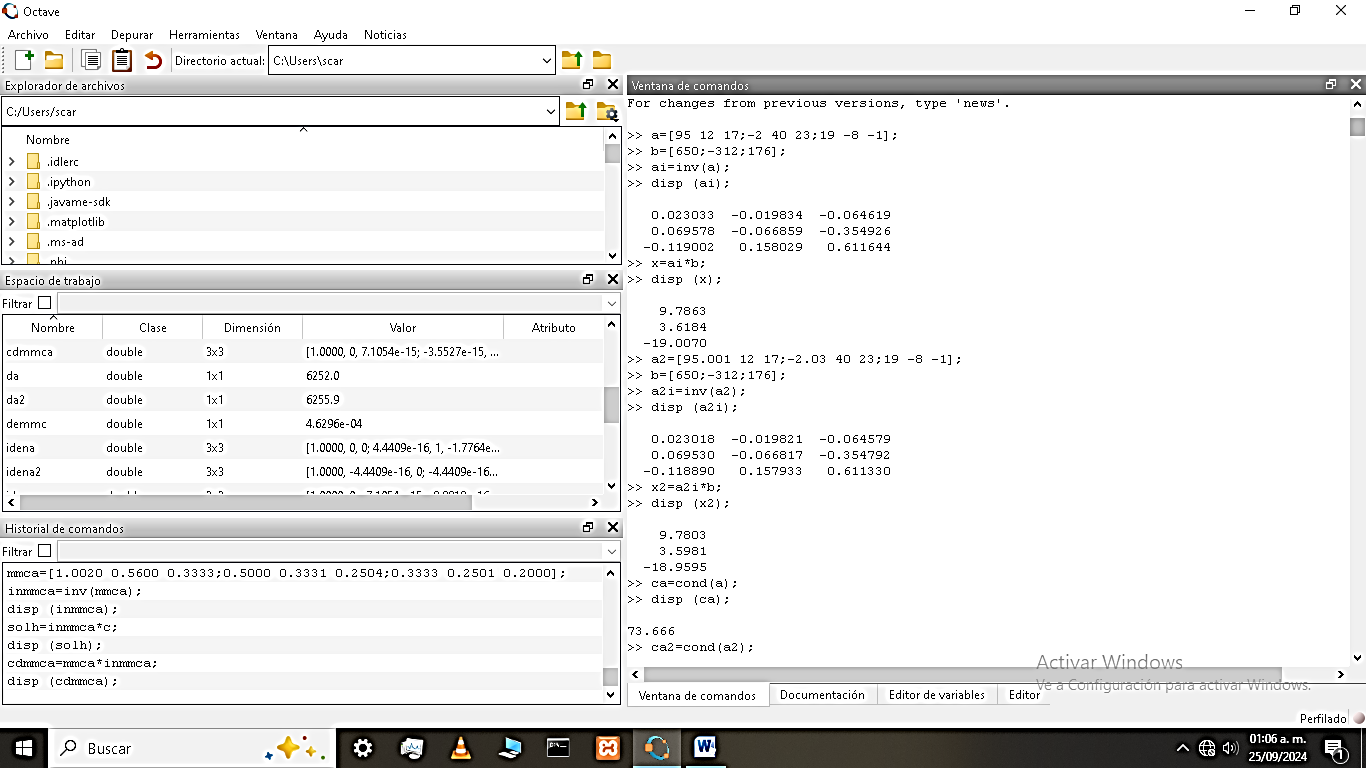 Octave
Archivo Editar Depurar Herramientas Ventana Ayuda Noticias
Directorio actual: C:\Users\scar
Explorador de archivos
C:/Users/scar
Nombre
.idlerc
.ipython
.javame-sdk
.matplotlib
.ms-ad
Espacio de trabajo
Filtrar
Nombre Clase Dimensión Valor Atributo
cdmmca double 3x3 [1.0000, 0, 7.1054e-15; -3.5527e-15, ...
da double 1x1 6252.0
da2 double 1x1 6255.9
demmc double 1x1 4.6296e-04
idena double 3x3 [1.0000, 0, 0; 4.4409e-16, 1, -1.7764e...
idena2 double 3x3 [1.0000, -4.4409e-16, 0; -4.4409e-16...
Historial de comandos
Filtrar
mmca=[1.0020 0.5600 0.3333;0.5000 0.3331 0.2504;0.3333 0.2501 0.2000];
inmmca=inv(mmca);
disp (inmmca);
solh=inmmca*c;
disp (solh);
cdmmca=mmca*inmmca;
disp (cdmmca);
Ventana de comandos
For changes from previous versions, type 'news'.
>> a=[95 12 17;-2 40 23;19 -8 -1];
>> b=[650;-312;176];
>> ai=inv(a);
>> disp (ai);
0.023033 -0.019834 -0.064619
0.069578 -0.066859 -0.354926
-0.119002 0.158029 0.611644
>> x=ai*b;
>> disp (x);
9.7863
3.6184
-19.0070
>> a2=[95.001 12 17;-2.03 40 23;19 -8 -1];
>> b=[650;-312;176];
>> a2i=inv(a2);
>> disp (a2i);
0.023018 -0.019821 -0.064579
0.069530 -0.066817 -0.354792
-0.118890 0.157933 0.611330
>> x2=a2i*b;
>> disp (x2);
9.7803
3.5981
-18.9595
>> ca=cond(a);
>> disp (ca);
73.666
>> ca2=cond(a2);
Activar Windows
Ve a Configuración para activar Windows.
Ventana de comandos Documentación Editor de variables Editor
Perfilado
Buscar
01:06 a. m.
25/09/2024
1